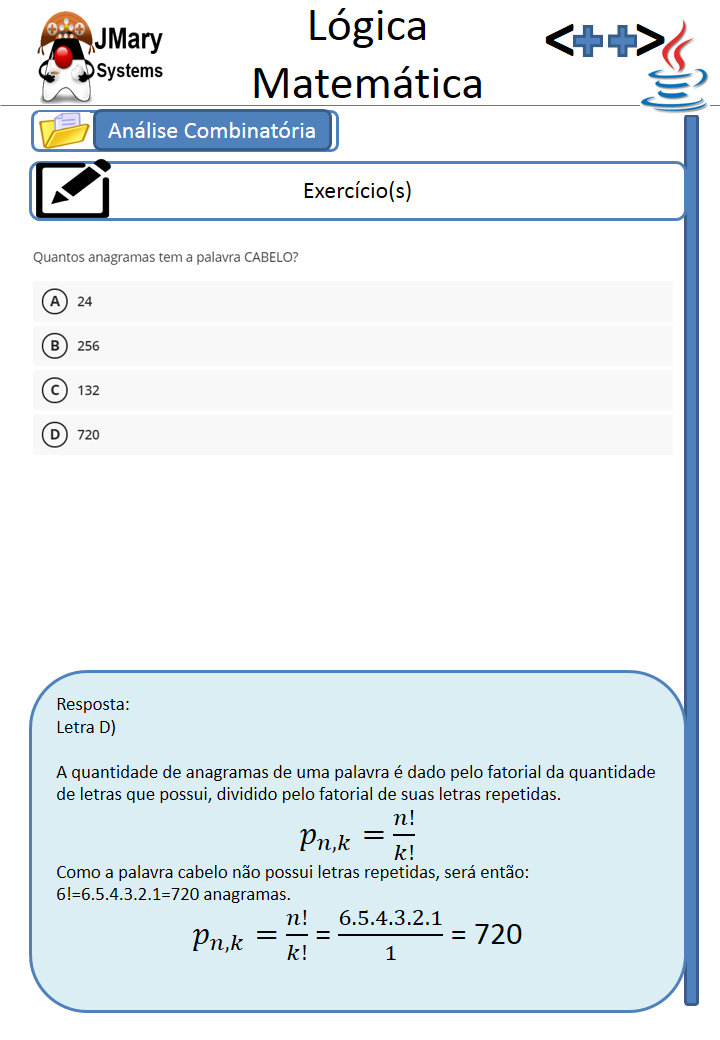 JMary
Systems
Lógica
Matemática
<++>
Análise Combinatória
Exercício(s)
Quantos anagramas tem a palavra CABELO?
A 24
B 256
C 132
D 720
Resposta:
Letra D)
A quantidade de anagramas de uma palavra é dado pelo fatorial da quantidade
de letras que possui, dividido pelo fatorial de suas letras repetidas.
p_{n,k} = n!/k!
Como a palavra cabelo não possui letras repetidas, será então:
6!=6.5.4.3.2.1=720 anagramas.
p_{n,k} = n!/k! = 6.5.4.3.2.1/1 = 720